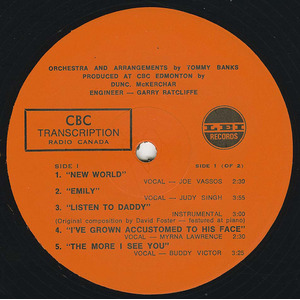 ORCHESTRA AND ARRANGEMENTS by TOMMY BANKS
PRODUCED AT CBC EDMONTON by
DUNC. McKERCHAR
ENGINEER — GARRY RATCLIFFE
CBC
TRANSCRIPTION
RADIO CANADA
LEI
RECORDS
SIDE I
SIDE 1 (OF 2)
1. "NEW WORLD"
VOCAL — JOE VASSOS 2:30
2. "EMILY"
VOCAL — JUDY SINGH 3:55
3. "LISTEN TO DADDY"
INSTRUMENTAL 3:00
(Original composition by David Foster — featured at piano)
4. "I'VE GROWN ACCUSTOMED TO HIS FACE"
VOCAL — MYRNA LAWRENCE 2:30
5. "THE MORE I SEE YOU"
VOCAL — BUDDY VICTOR 3:25